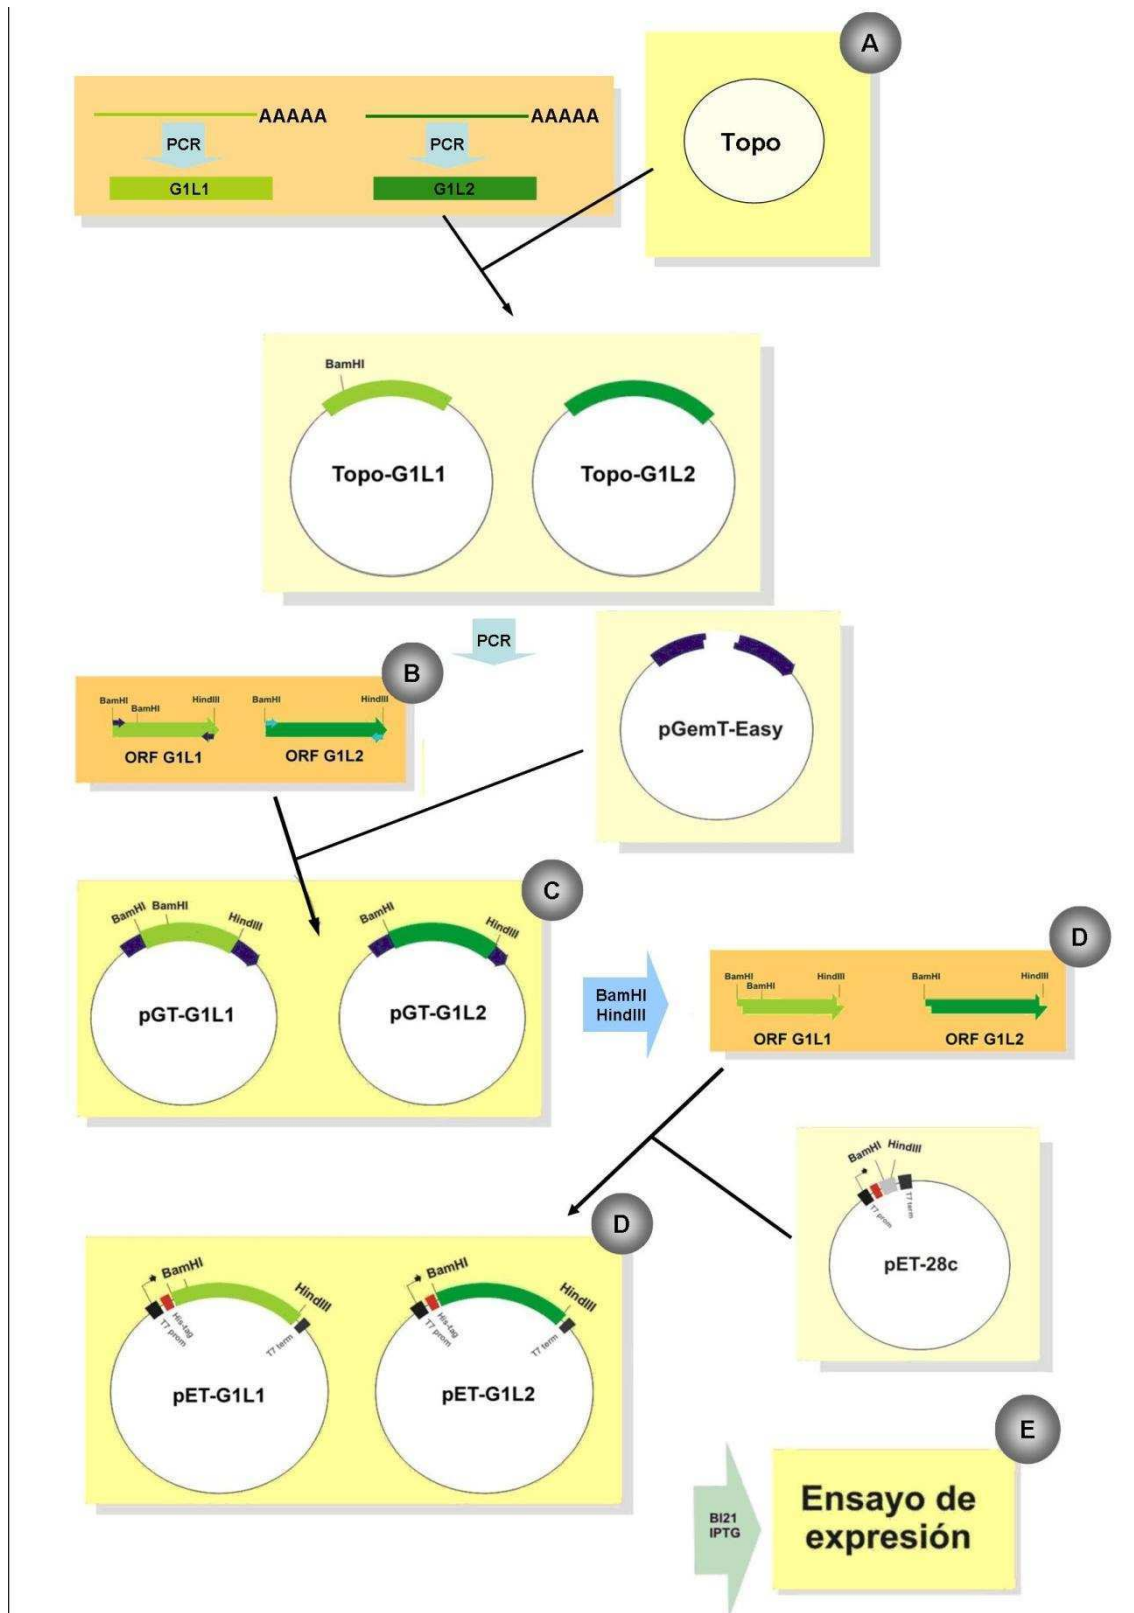 A
AAAAA
AAAAA
PCR
PCR
G1L1
G1L2
Topo
BamHI
Topo-G1L1
Topo-G1L2
PCR
B
BamHI
BamHI
HindIII
ORF G1L1
BamHI
HindIII
ORF G1L2
pGemT-Easy
C
BamHI
BamHI
HindIII
pGT-G1L1
BamHI
HindIII
pGT-G1L2
BamHI
HindIII
D
BamHI
BamHI
HindIII
ORF G1L1
BamHI
HindIII
ORF G1L2
BamHI
HindIII
T7 prom
T7 term
pET-28c
D
BamHI
HindIII
His-tag
T7 prom
T7 term
pET-G1L1
BamHI
HindIII
His-tag
T7 prom
T7 term
pET-G1L2
BI21
IPTG
E
Ensayo de
expresión